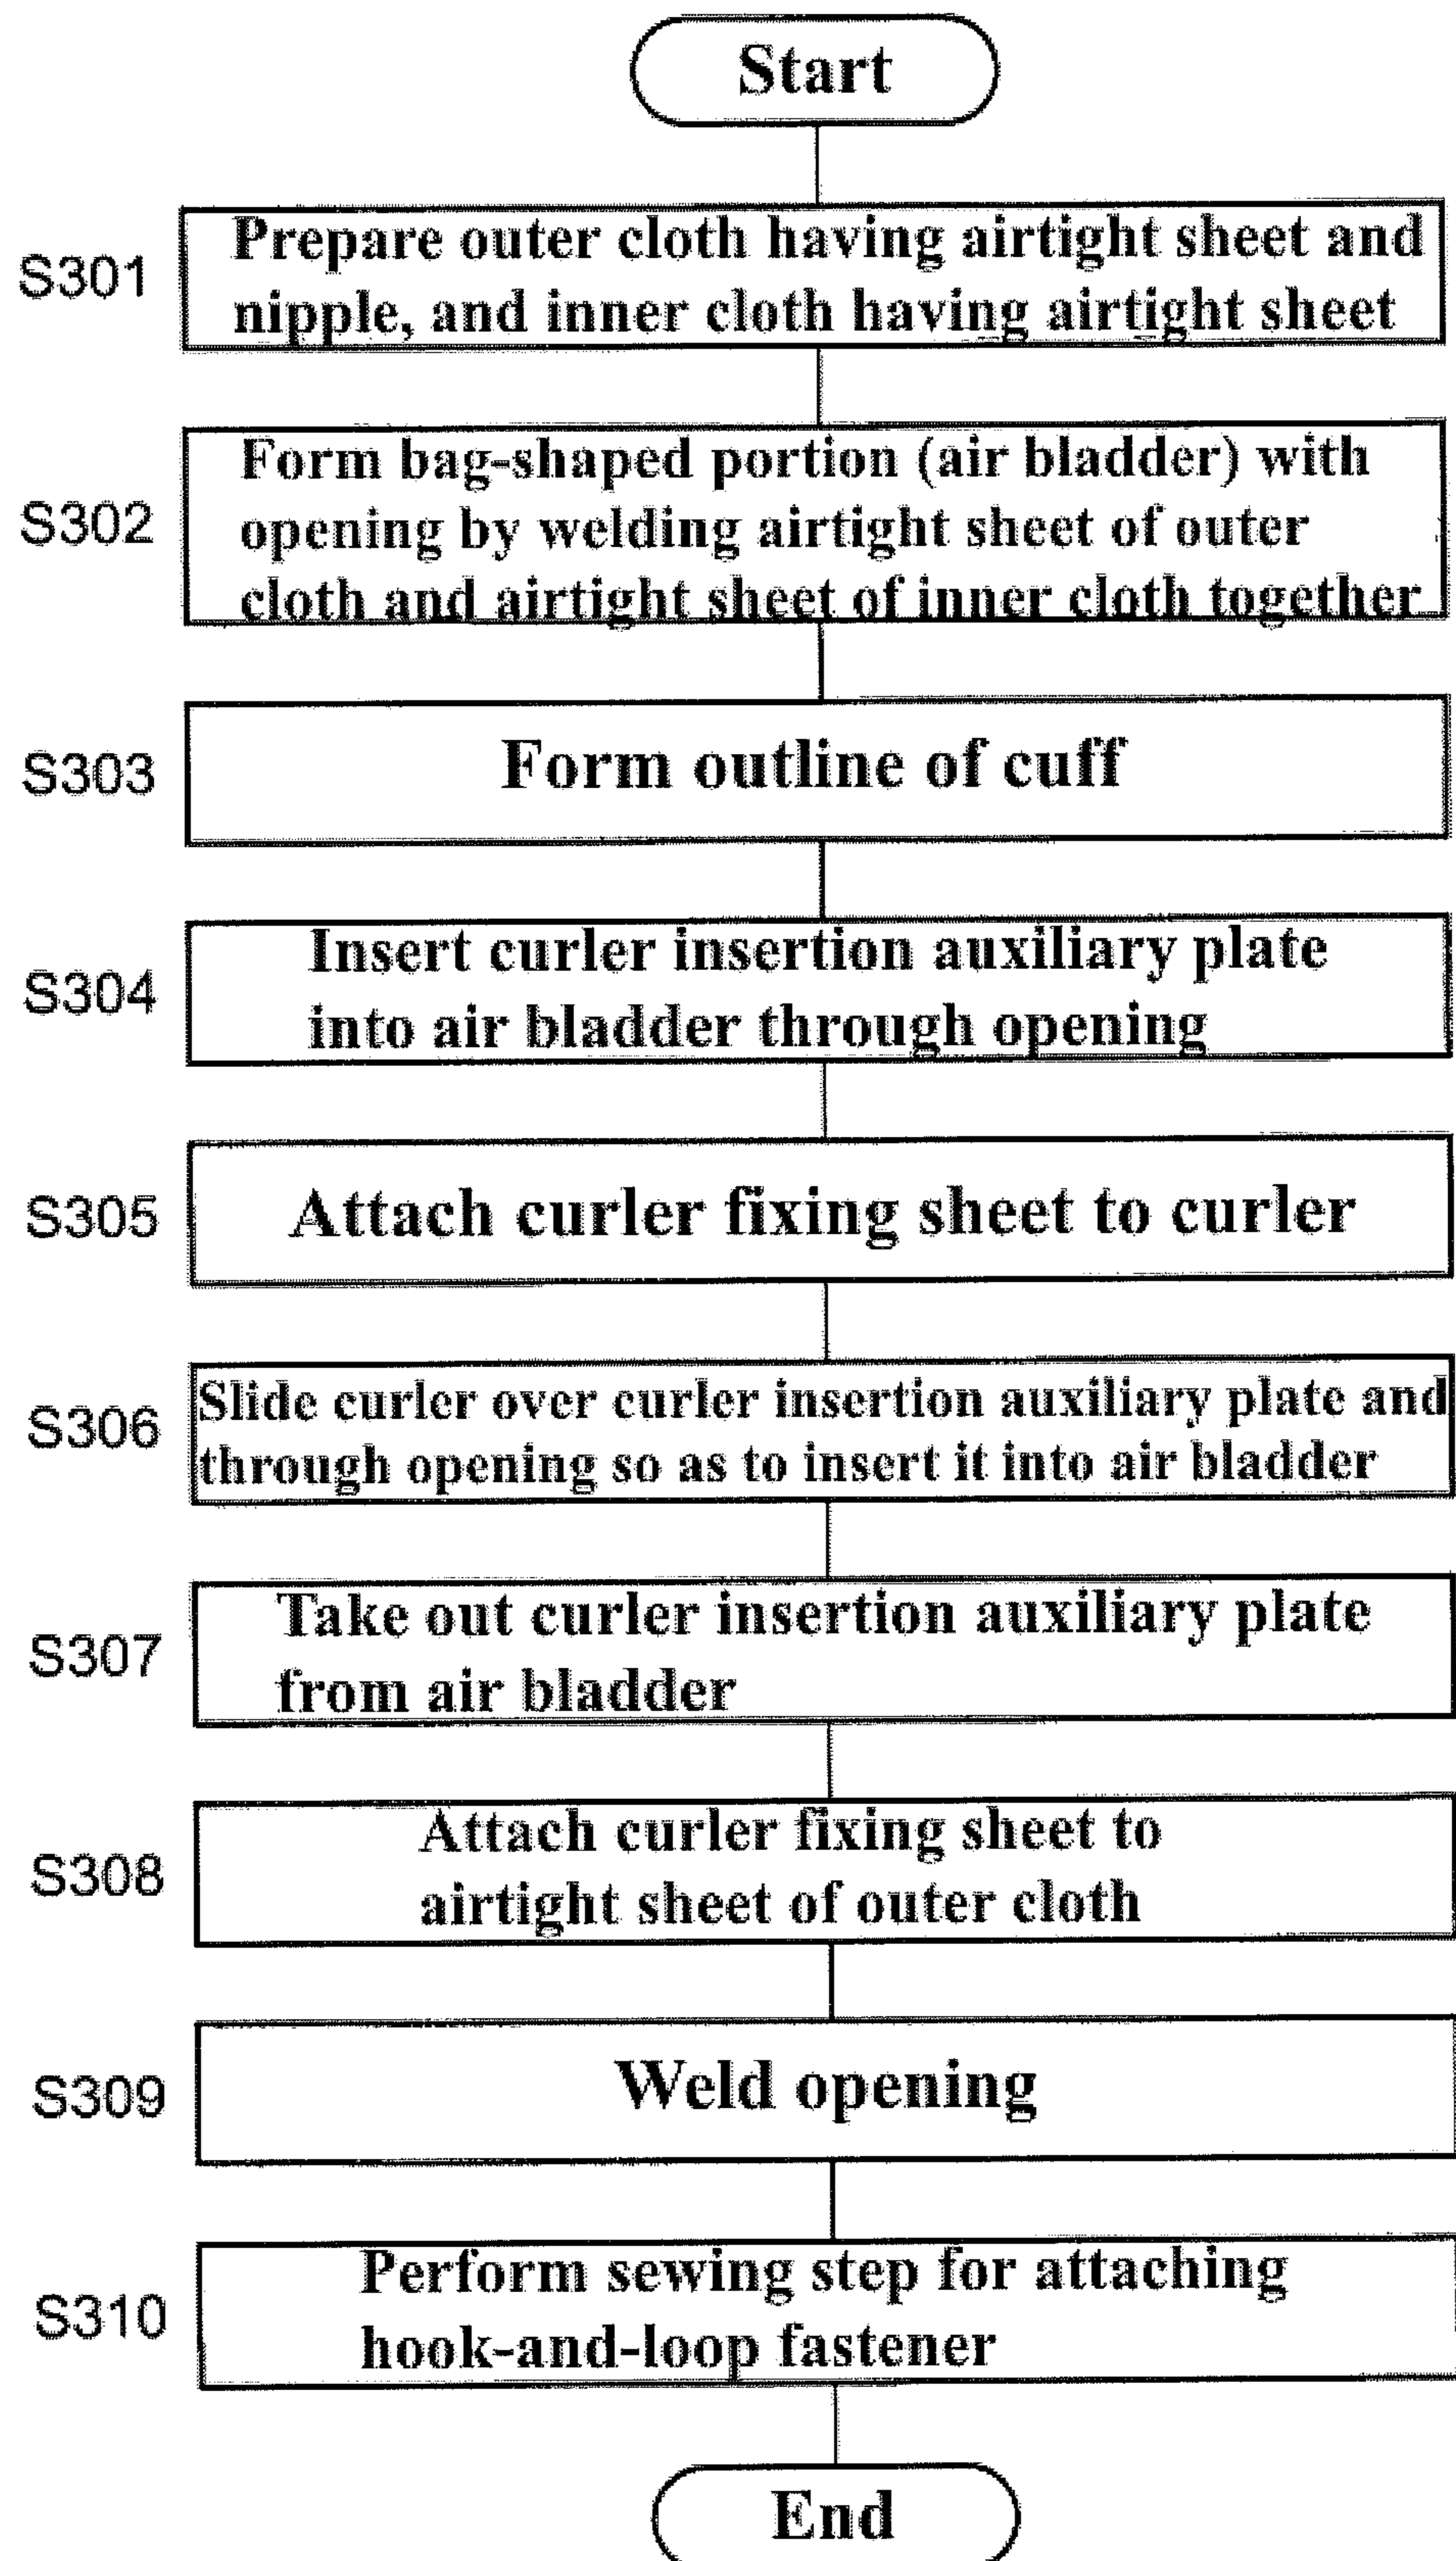 Start
S301
Prepare outer cloth having airtight sheet and
nipple, and inner cloth having airtight sheet
S302
Form bag-shaped portion (air bladder) with
opening by welding airtight sheet of outer
cloth and airtight sheet of inner cloth together
S303
Form outline of cuff
S304
Insert curler insertion auxiliary plate
into air bladder through opening
S305
Attach curler fixing sheet to curler
S306
Slide curler over curler insertion auxiliary plate and
through opening so as to insert it into air bladder
S307
Take out curler insertion auxiliary plate
from air bladder
S308
Attach curler fixing sheet to
airtight sheet of outer cloth
S309
Weld opening
S310
Perform sewing step for attaching
hook-and-loop fastener
End